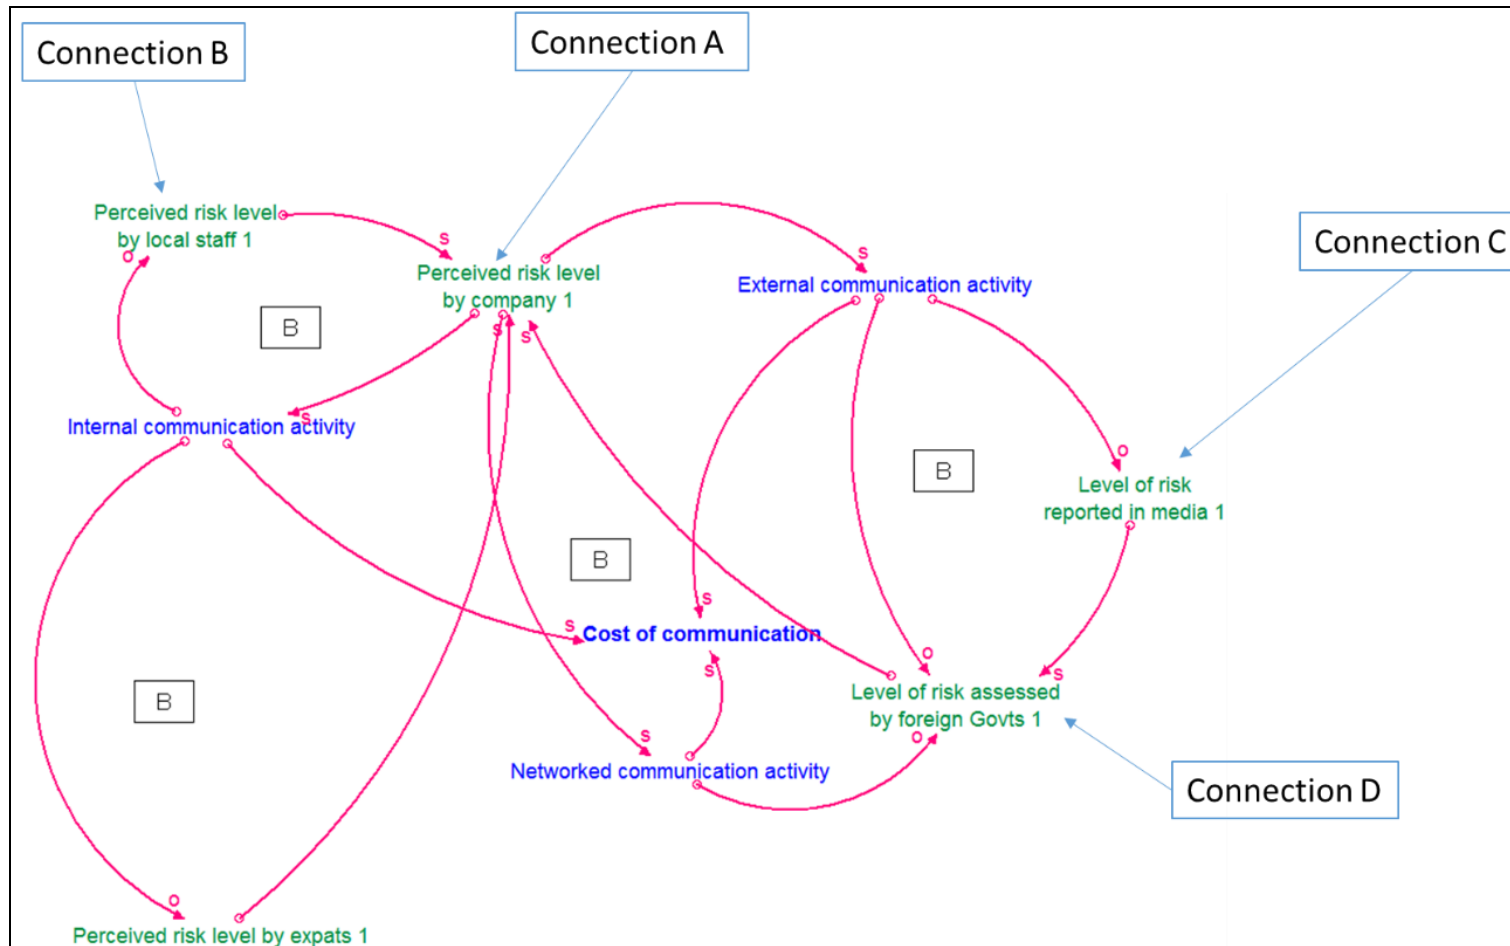 Connection B
Connection A
Perceived risk level
by local staff 1
s
o
Perceived risk level
by company 1
s
External communication activity
Connection C
B
s
s
s
Internal communication activity
o
B
Level of risk
reported in media 1
B
s
s
Cost of communication
s
o
s
Level of risk assessed
by foreign Govts 1
B
s
o
Networked communication activity
Connection D
o
Perceived risk level by expats 1